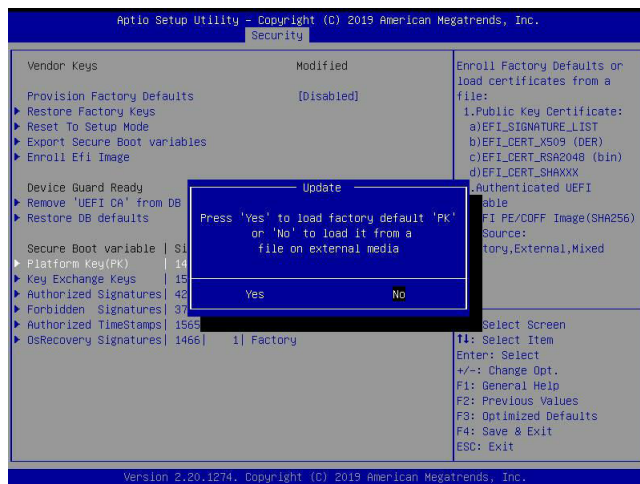 Aptio Setup Utility – Copyright (C) 2019 American Megatrends, Inc.
Security
Vendor Keys Modified
Provision Factory Defaults [Disabled]
Restore Factory Keys
Reset To Setup Mode
Export Secure Boot variables
Enroll Efi Image
Device Guard Ready
Remove 'UEFI CA' from DB
Restore DB defaults
Secure Boot variable | Si
Platform Key(PK) | 14
Key Exchange Keys | 15
Authorized Signatures| 42
Forbidden Signatures| 37
Authorized TimeStamps| 1565
OsRecovery Signatures| 1466| 1| Factory
Update
Press 'Yes' to load factory default 'PK'
or 'No' to load it from a
file on external media
Yes No
Enroll Factory Defaults or
load certificates from a
file:
1.Public Key Certificate:
a)EFI_SIGNATURE_LIST
b)EFI_CERT_X509 (DER)
c)EFI_CERT_RSA2048 (bin)
d)EFI_CERT_SHAXXX
.Authenticated UEFI
able
FI PE/COFF Image(SHA256)
Source:
tory,External,Mixed
Select Screen
↑↓: Select Item
Enter: Select
+/-: Change Opt.
F1: General Help
F2: Previous Values
F3: Optimized Defaults
F4: Save & Exit
ESC: Exit
Version 2.20.1274. Copyright (C) 2019 American Megatrends, Inc.